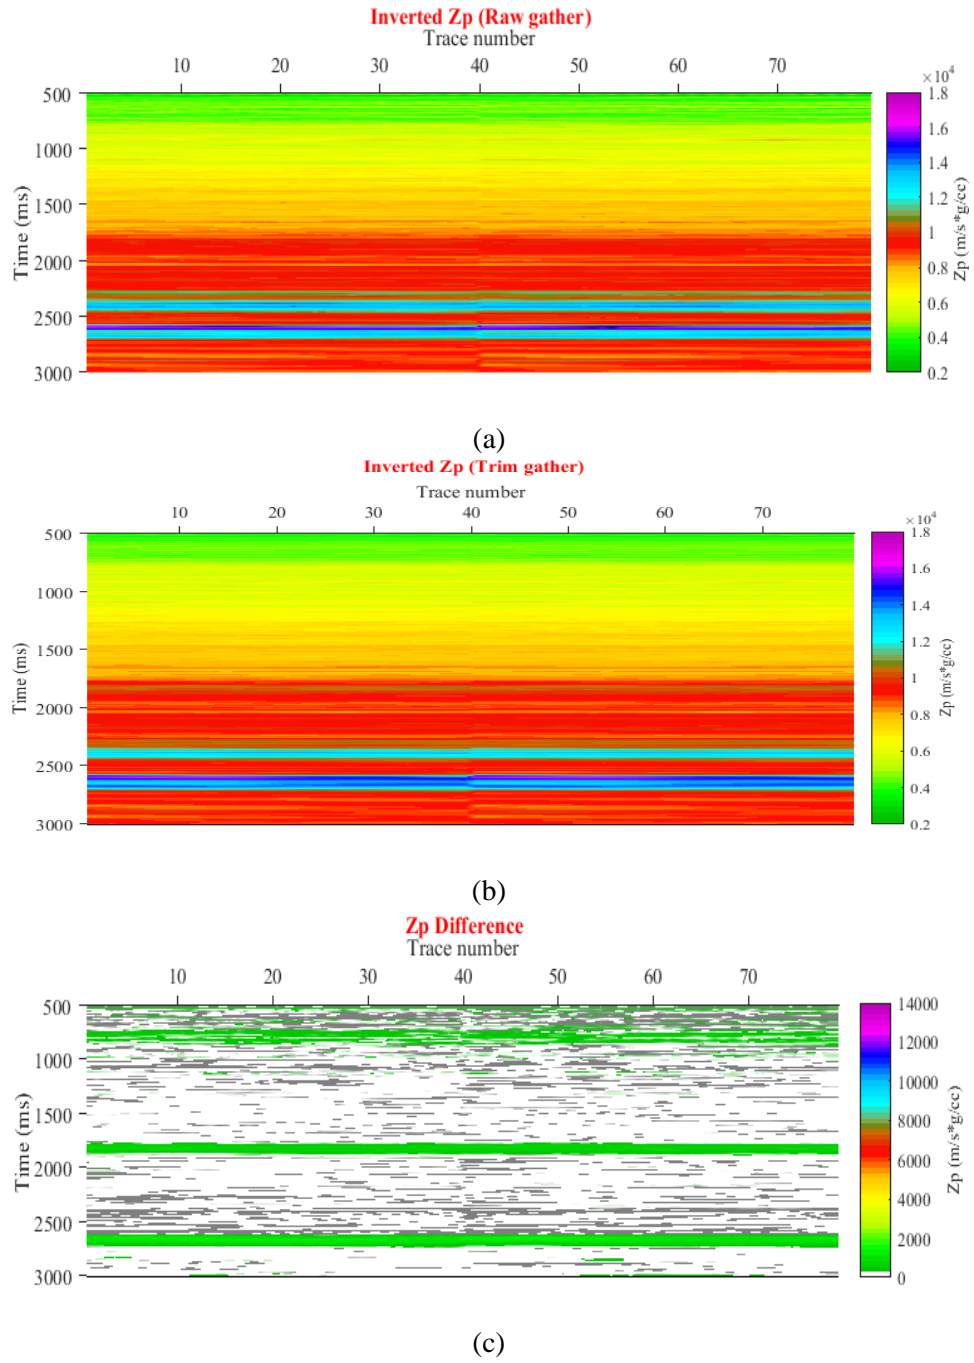 Inverted Zp (Raw gather)
Trace number
10 20 30 40 50 60 70
Time (ms)
500
1000
1500
2000
2500
3000
×10⁴
1.8
1.6
1.4
1.2
1
0.8
0.6
0.4
0.2
Zp (m/s*g/cc)
(a)
Inverted Zp (Trim gather)
Trace number
10 20 30 40 50 60 70
Time (ms)
500
1000
1500
2000
2500
3000
×10⁴
1.8
1.6
1.4
1.2
1
0.8
0.6
0.4
0.2
Zp (m/s*g/cc)
(b)
Zp Difference
Trace number
10 20 30 40 50 60 70
Time (ms)
500
1000
1500
2000
2500
3000
14000
12000
10000
8000
6000
4000
2000
0
Zp (m/s*g/cc)
(c)